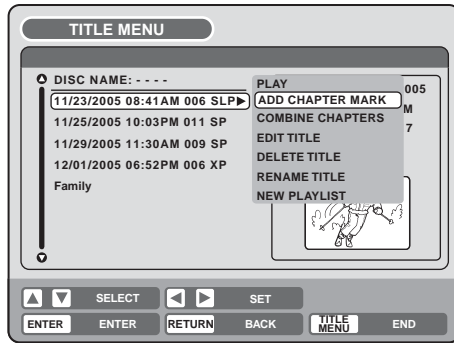 TITLE MENU
DISC NAME: - - - -
11/23/2005 08:41AM 006 SLP
11/25/2005 10:03PM 011 SP
11/29/2005 11:30AM 009 SP
12/01/2005 06:52PM 006 XP
Family
PLAY
ADD CHAPTER MARK
COMBINE CHAPTERS
EDIT TITLE
DELETE TITLE
RENAME TITLE
NEW PLAYLIST
005
M
7
SELECT
SET
ENTER ENTER
RETURN BACK
TITLE MENU END